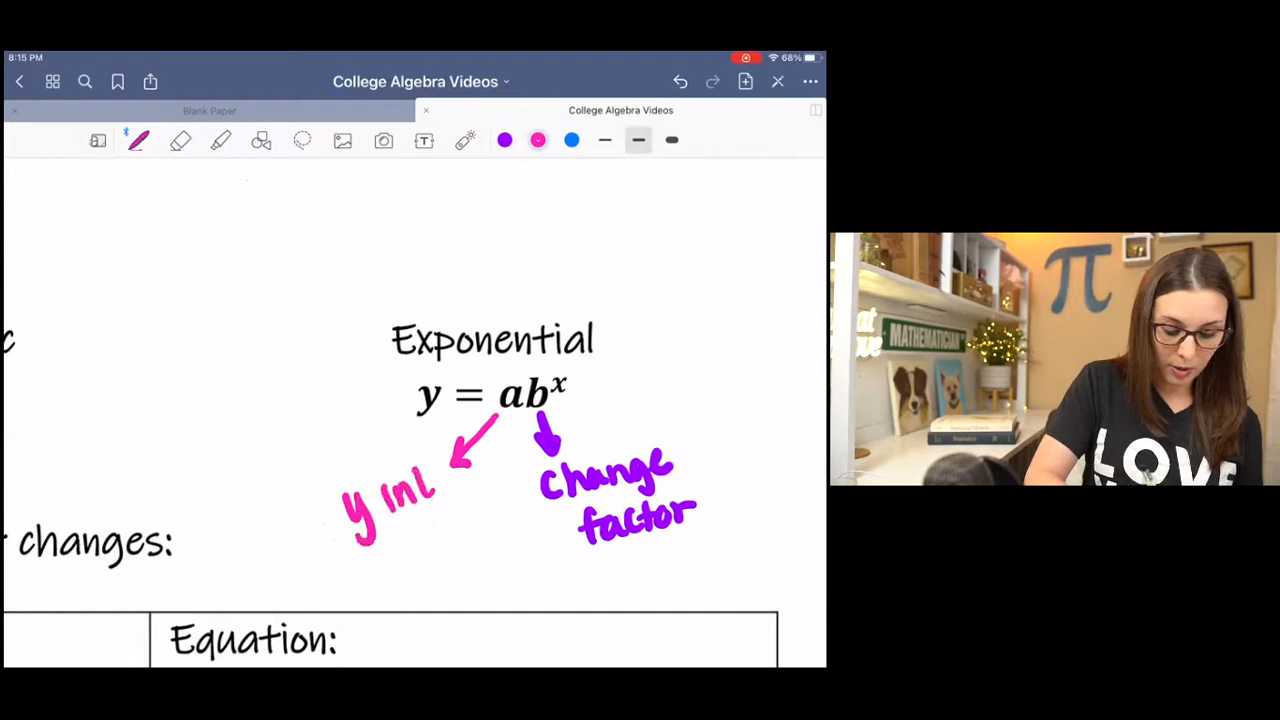 8:15 PM
68%
College Algebra Videos
Blank Paper
College Algebra Videos
Exponential
y = ab^x
y
change
factor
changes:
Equation:
MATHEMATICIAN
LOVE